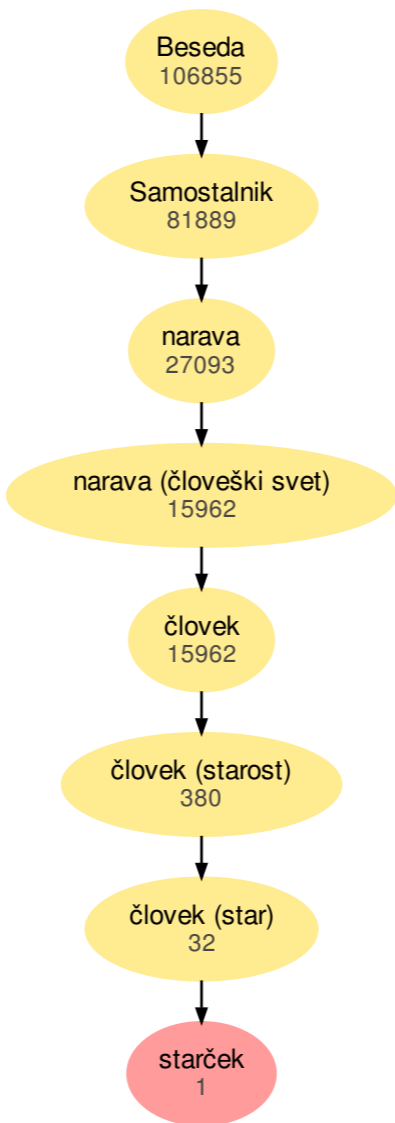 Beseda
106855
Samostalnik
81889
narava
27093
narava (človeški svet)
15962
človek
15962
človek (starost)
380
človek (star)
32
starček
1